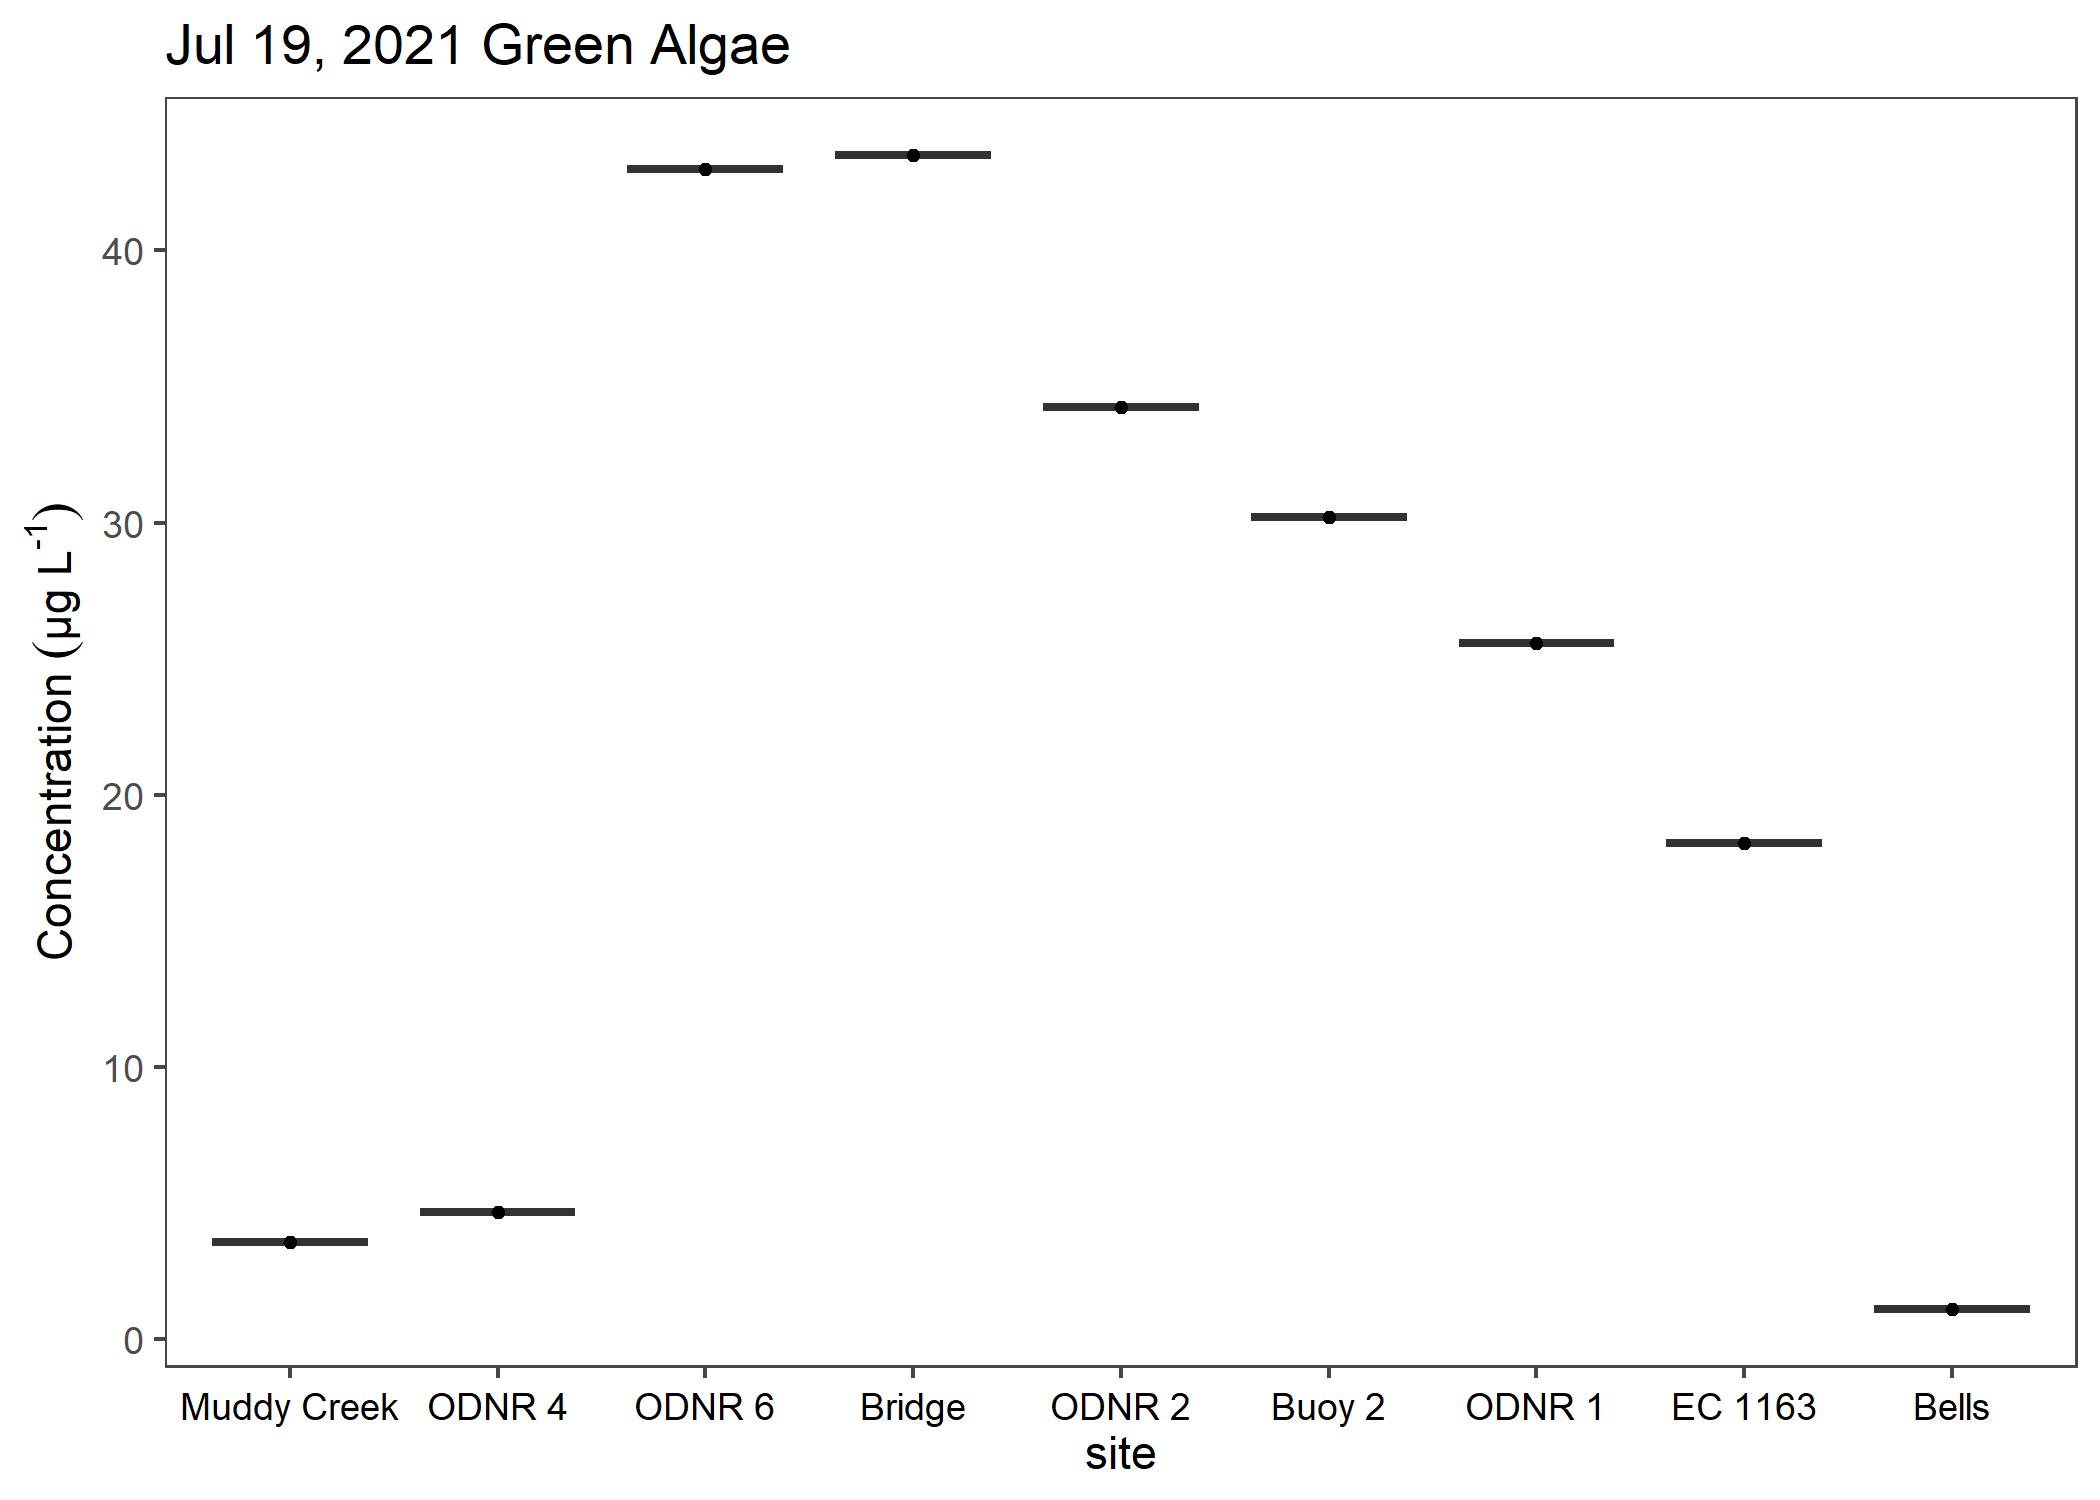 Jul 19, 2021 Green Algae
Concentration (µg L⁻¹)
40
30
20
10
0
Muddy Creek ODNR 4 ODNR 6 Bridge ODNR 2 Buoy 2 ODNR 1 EC 1163 Bells
site